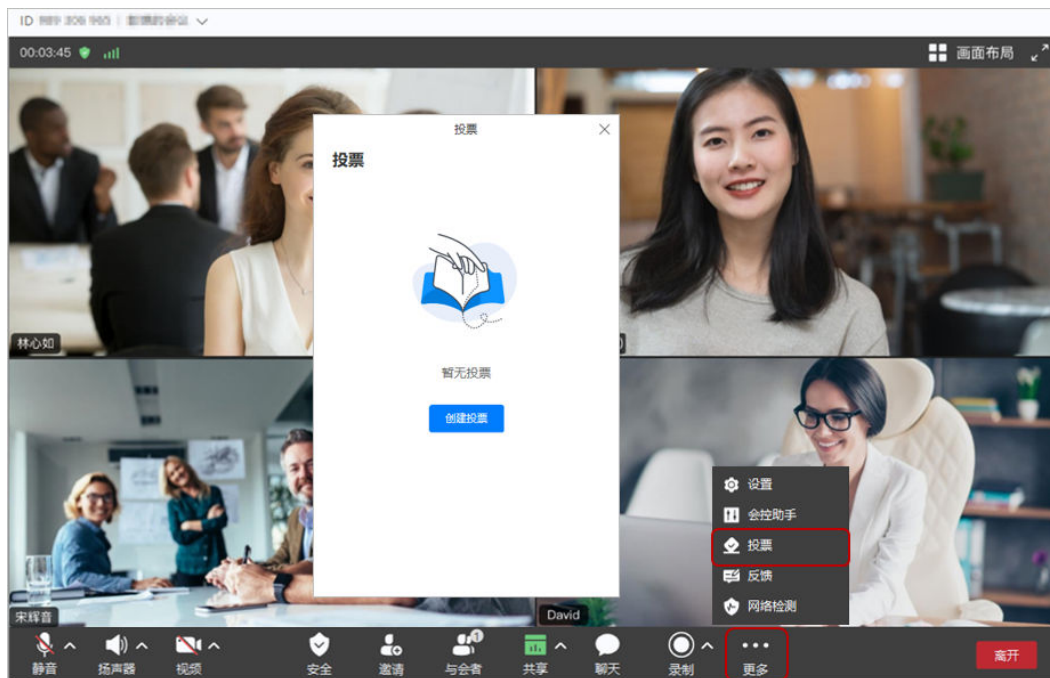 ID
00:03:45
画面布局
投票
投票
林心如
暂无投票
创建投票
设置
会控助手
投票
反馈
网络检测
宋辉音
David
静音
扬声器
视频
安全
邀请
与会者
1
共享
聊天
录制
更多
离开